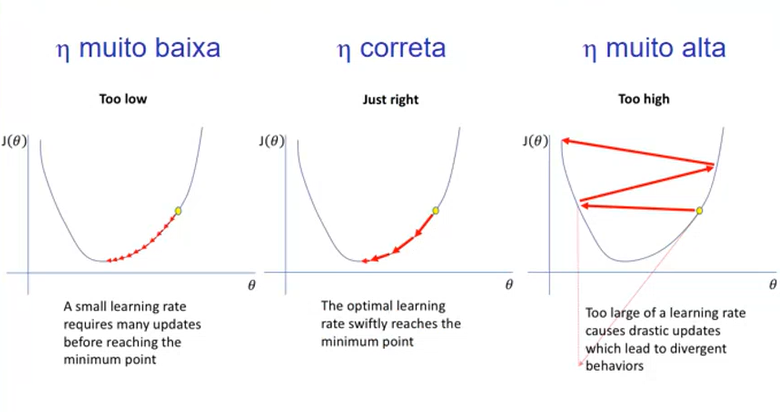 η muito baixa
Too low
J(θ)
θ
A small learning rate
requires many updates
before reaching the
minimum point
η correta
Just right
J(θ)
θ
The optimal learning
rate swiftly reaches the
minimum point
η muito alta
Too high
J(θ)
θ
Too large of a learning rate
causes drastic updates
which lead to divergent
behaviors